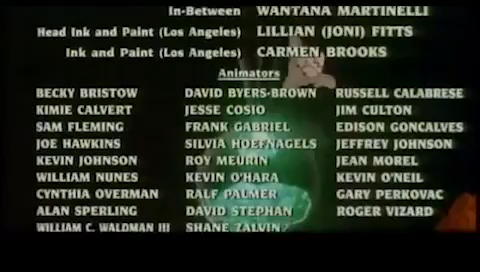 In-Between WANTANA MARTINELLI
Head Ink and Paint (Los Angeles) LILLIAN (JONI) FITTS
Ink and Paint (Los Angeles) CARMEN BROOKS
Animators
BECKY BRISTOW DAVID BYERS-BROWN RUSSELL CALABRESE
KIMIE CALVERT JESSE COSIO JIM CULTON
SAM FLEMING FRANK GABRIEL EDISON GONCALVES
JOE HAWKINS SILVIA HOEFNAGELS JEFFREY JOHNSON
KEVIN JOHNSON ROY MEURIN JEAN MOREL
WILLIAM NUNES KEVIN O'HARA KEVIN O'NEIL
CYNTHIA OVERMAN RALF PALMER GARY PERKOVAC
ALAN SPERLING DAVID STEPHAN ROGER VIZARD
WILLIAM C. WALDMAN III SHANE ZALVIN